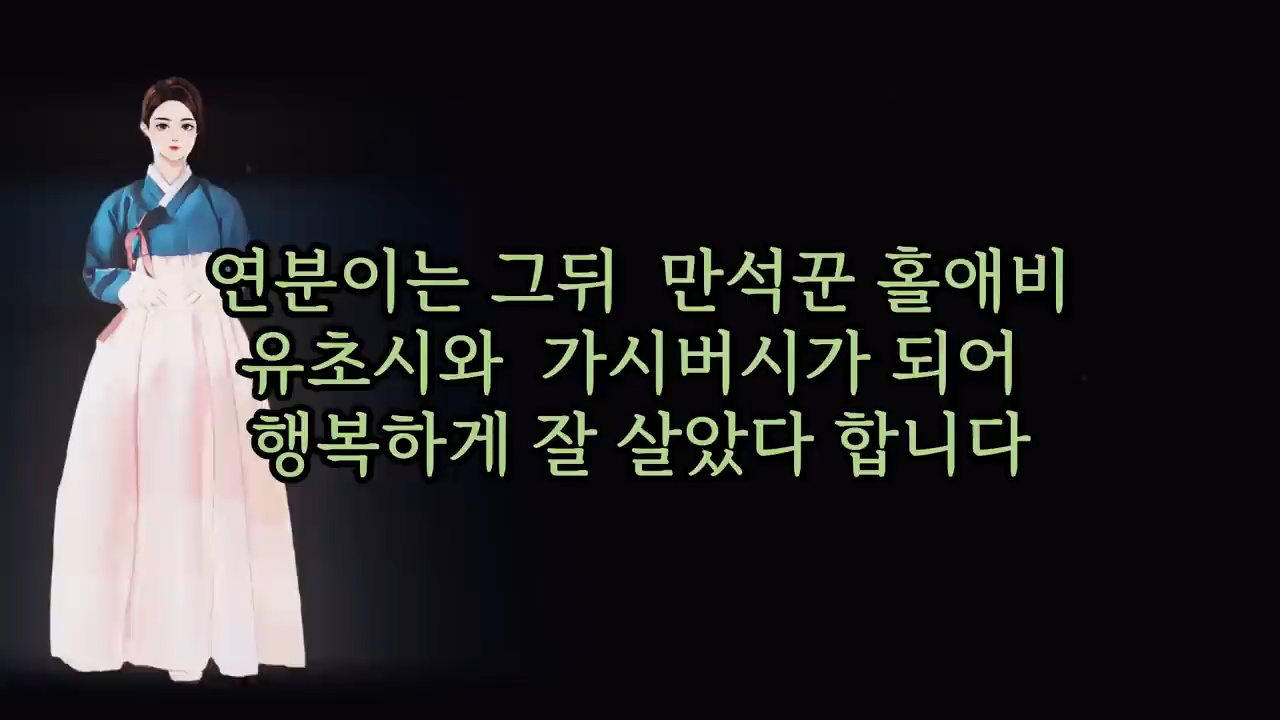 연분이는 그뒤 만석꾼 홀애비
유초시와 가시버시가 되어
행복하게 잘 살았다 합니다